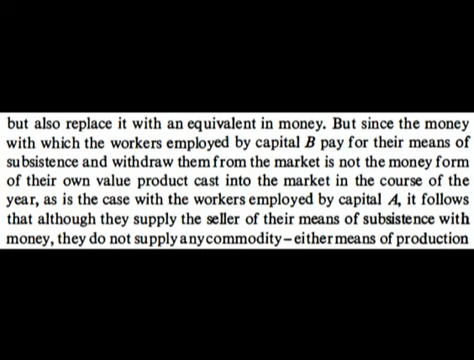 but also replace it with an equivalent in money. But since the money
with which the workers employed by capital B pay for their means of
subsistence and withdraw them from the market is not the money form
of their own value product cast into the market in the course of the
year, as is the case with the workers employed by capital A, it follows
that although they supply the seller of their means of subsistence with
money, they do not supply any commodity – either means of production